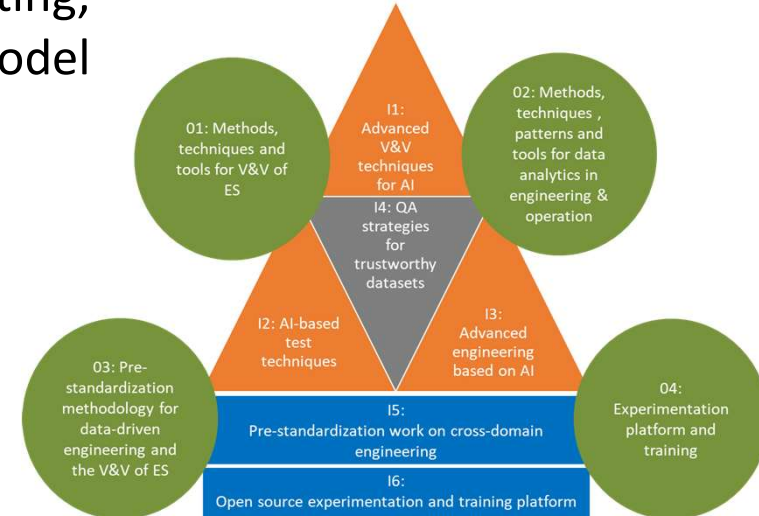 ting,
odel
I1:
Advanced
V&V
techniques
for AI
01: Methods,
techniques and
tools for V&V of
ES
02: Methods,
techniques ,
patterns and
tools for data
analytics in
engineering &
operation
I4: QA
strategies
for
trustworthy
datasets
I2: AI-based
test
techniques
I3:
Advanced
engineering
based on AI
03: Pre-
standardization
methodology for
data-driven
engineering and
the V&V of ES
04:
Experimentation
platform and
training
I5:
Pre-standardization work on cross-domain
engineering
I6:
Open source experimentation and training platform